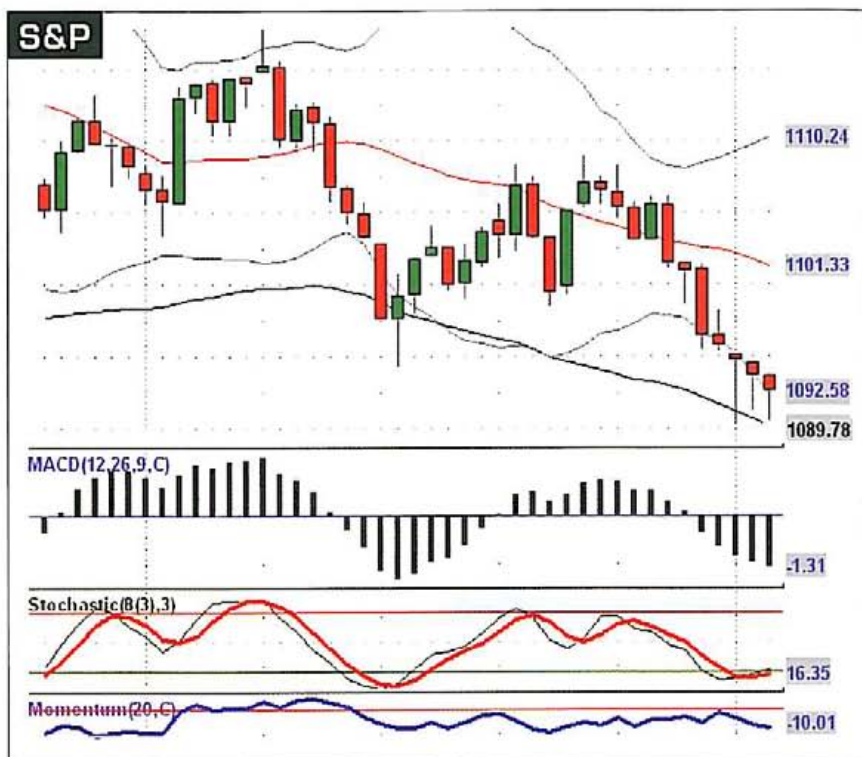 S&P
1110.24
1101.33
1092.58
1089.78
MACD(12,26,9,C)
-1.31
Stochastic(8(3),3)
16.35
Momentum(20,C)
-10.01